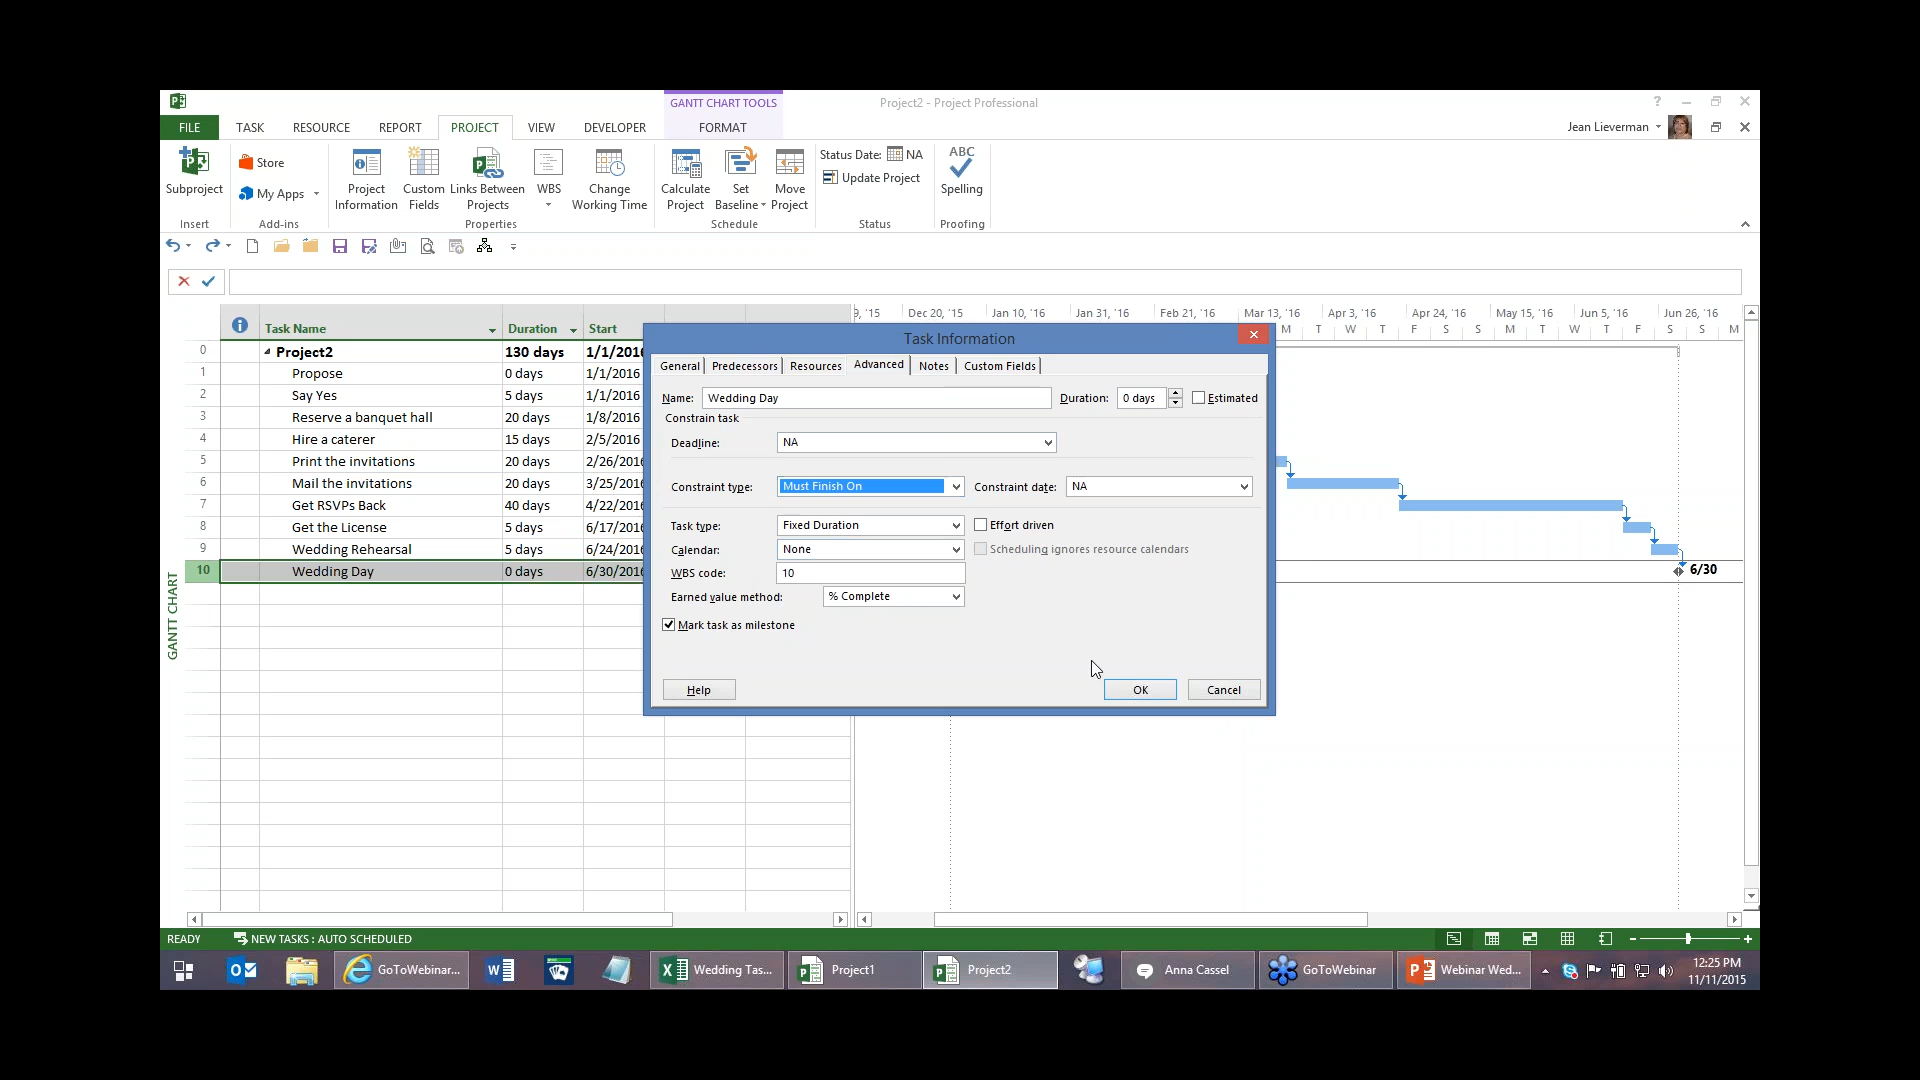 GANTT CHART TOOLS
Project2 - Project Professional
?
FILE TASK RESOURCE REPORT PROJECT VIEW DEVELOPER FORMAT
Jean Lieverman
Subproject
Store
My Apps
Project Information
Custom Fields
Links Between Projects
WBS
Change Working Time
Calculate Project
Set Baseline
Move Project
Status Date: NA
Update Project
ABC
Spelling
Insert Add-ins Properties Schedule Status Proofing
9, '15 Dec 20, '15 Jan 10, '16 Jan 31, '16 Feb 21, '16 Mar 13, '16 Apr 3, '16 Apr 24, '16 May 15, '16 Jun 5, '16 Jun 26, '16
M T W T F S S M T W T F S S M
Task Name Duration Start
0 Project2 130 days 1/1/2016
1 Propose 0 days 1/1/2016
2 Say Yes 5 days 1/1/2016
3 Reserve a banquet hall 20 days 1/8/2016
4 Hire a caterer 15 days 2/5/2016
5 Print the invitations 20 days 2/26/2016
6 Mail the invitations 20 days 3/25/2016
7 Get RSVPs Back 40 days 4/22/2016
8 Get the License 5 days 6/17/2016
9 Wedding Rehearsal 5 days 6/24/2016
10 Wedding Day 0 days 6/30/2016
6/30
GANTT CHART
Task Information
General Predecessors Resources Advanced Notes Custom Fields
Name: Wedding Day Duration: 0 days Estimated
Constrain task
Deadline: NA
Constraint type: Must Finish On Constraint date: NA
Task type: Fixed Duration Effort driven
Calendar: None Scheduling ignores resource calendars
WBS code: 10
Earned value method: % Complete
Mark task as milestone
Help OK Cancel
READY NEW TASKS : AUTO SCHEDULED
GoToWebinar... Wedding Tas... Project1 Project2 Anna Cassel GoToWebinar Webinar Wed...
12:25 PM
11/11/2015